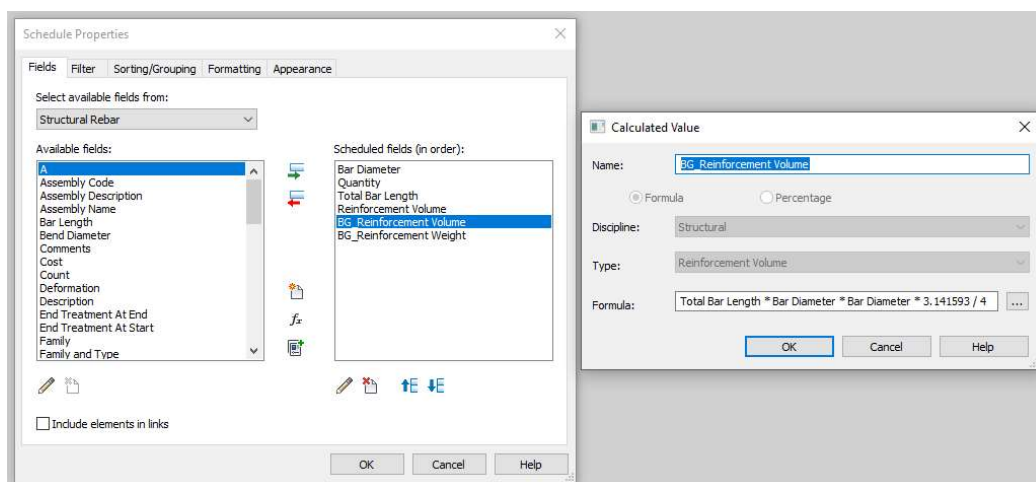 Schedule Properties
Fields Filter Sorting/Grouping Formatting Appearance
Select available fields from:
Structural Rebar
Available fields:
A
Assembly Code
Assembly Description
Assembly Name
Bar Length
Bend Diameter
Comments
Cost
Count
Deformation
Description
End Treatment At End
End Treatment At Start
Family
Family and Type
fx
Scheduled fields (in order):
Bar Diameter
Quantity
Total Bar Length
Reinforcement Volume
BG_Reinforcement Volume
BG_Reinforcement Weight
Include elements in links
OK Cancel Help
Calculated Value
Name: BG_Reinforcement Volume
Formula Percentage
Discipline: Structural
Type: Reinforcement Volume
Formula: Total Bar Length * Bar Diameter * Bar Diameter * 3.141593 / 4 ...
OK Cancel Help